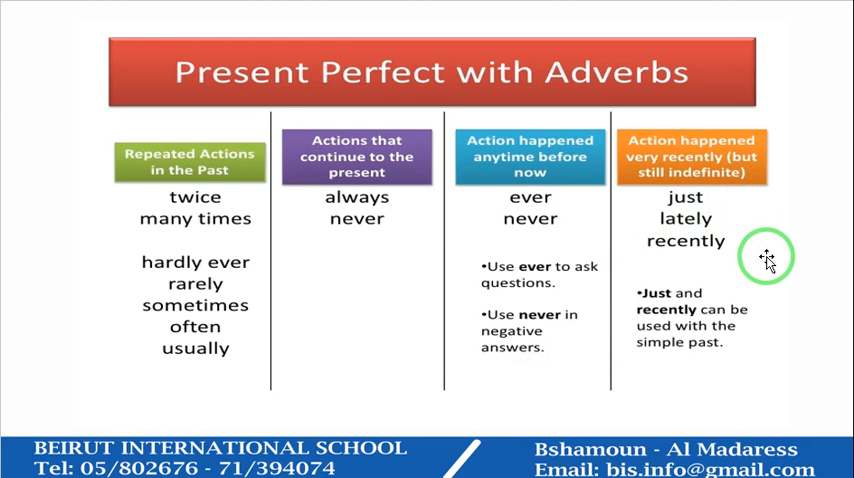 Present Perfect with Adverbs
Repeated Actions
in the Past
twice
many times
hardly ever
rarely
sometimes
often
usually
Actions that
continue to the
present
always
never
Action happened
anytime before
now
ever
never
•Use ever to ask
questions.
•Use never in
negative
answers.
Action happened
very recently (but
still indefinite)
just
lately
recently
•Just and
recently can be
used with the
simple past.
BEIRUT INTERNATIONAL SCHOOL
Tel: 05/802676 - 71/394074
Bshamoun - Al Madaress
Email: bis.info@gmail.com